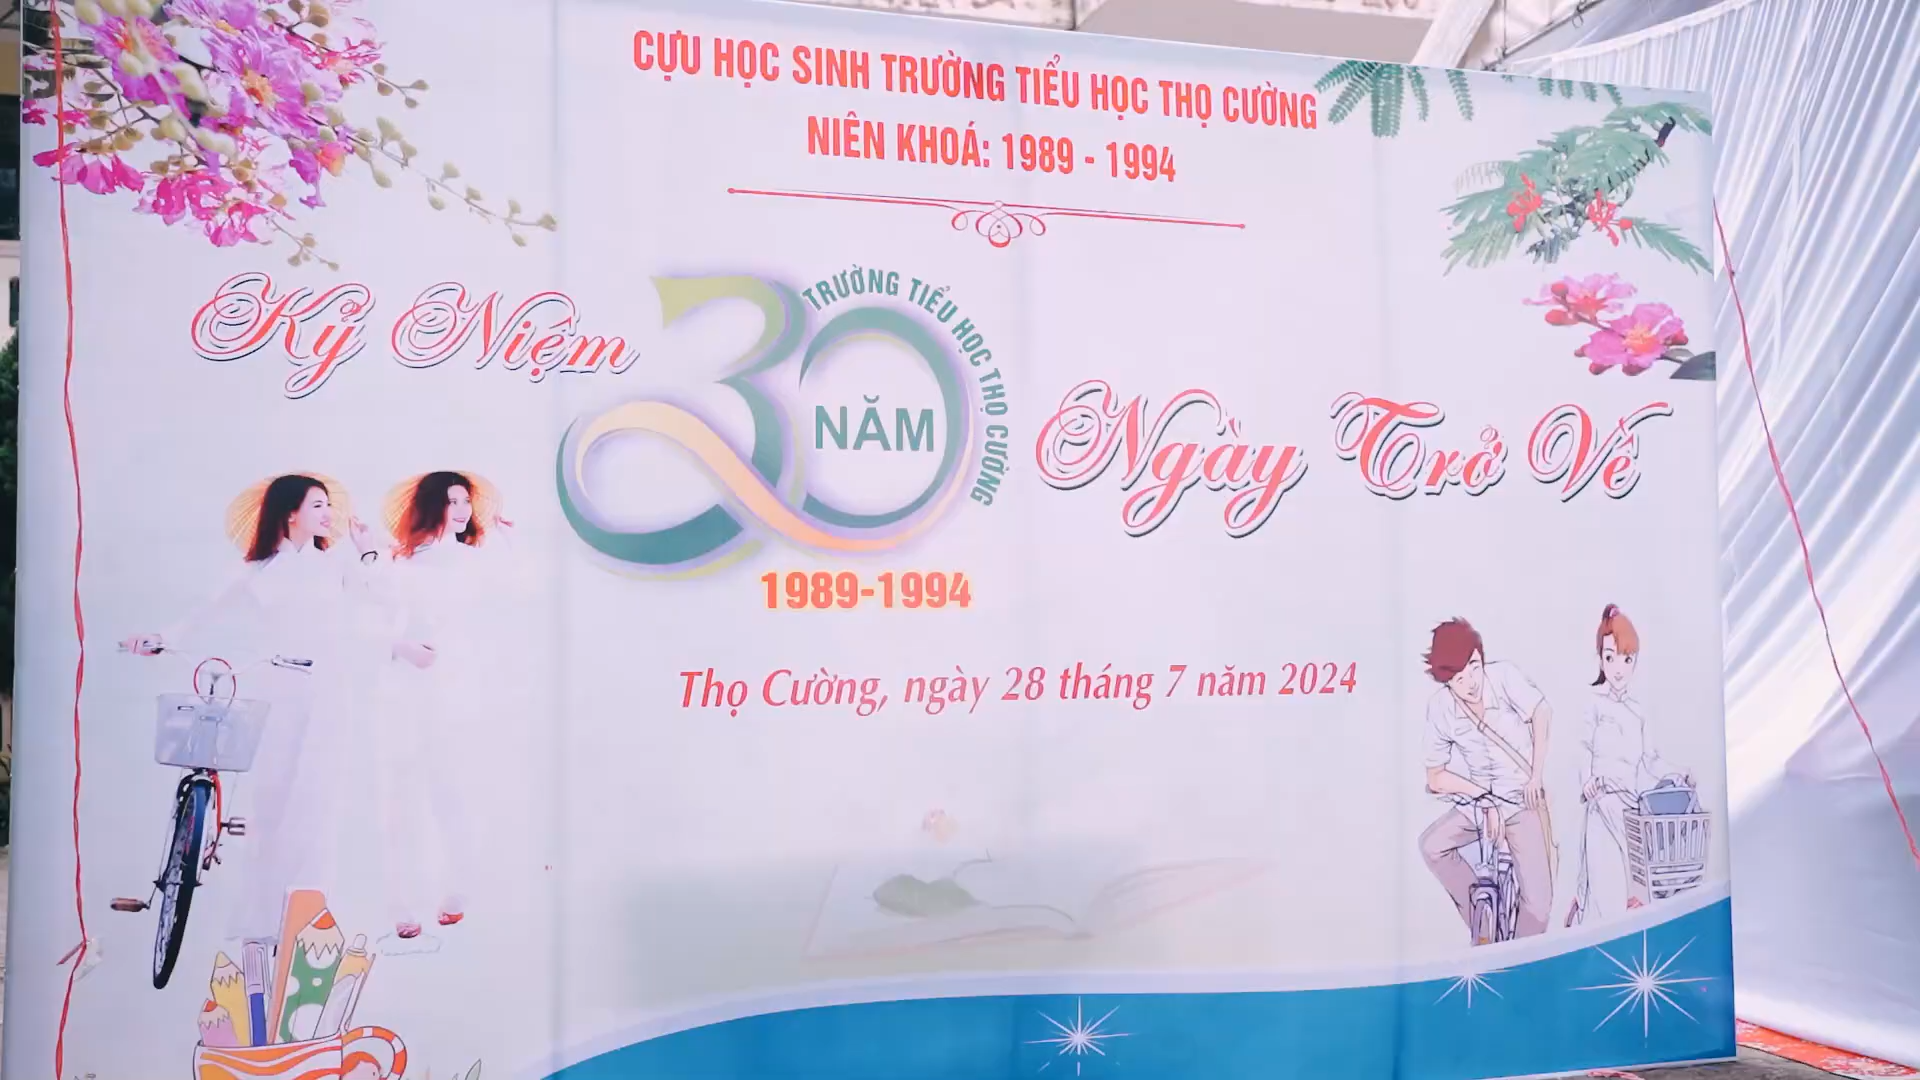 CỰU HỌC SINH TRƯỜNG TIỂU HỌC THỌ CƯỜNG
NIÊN KHOÁ: 1989 - 1994
Kỷ Niệm
30
NĂM
TRƯỜNG TIỂU HỌC THỌ CƯỜNG
1989-1994
Ngày Trở Về
Thọ Cường, ngày 28 tháng 7 năm 2024